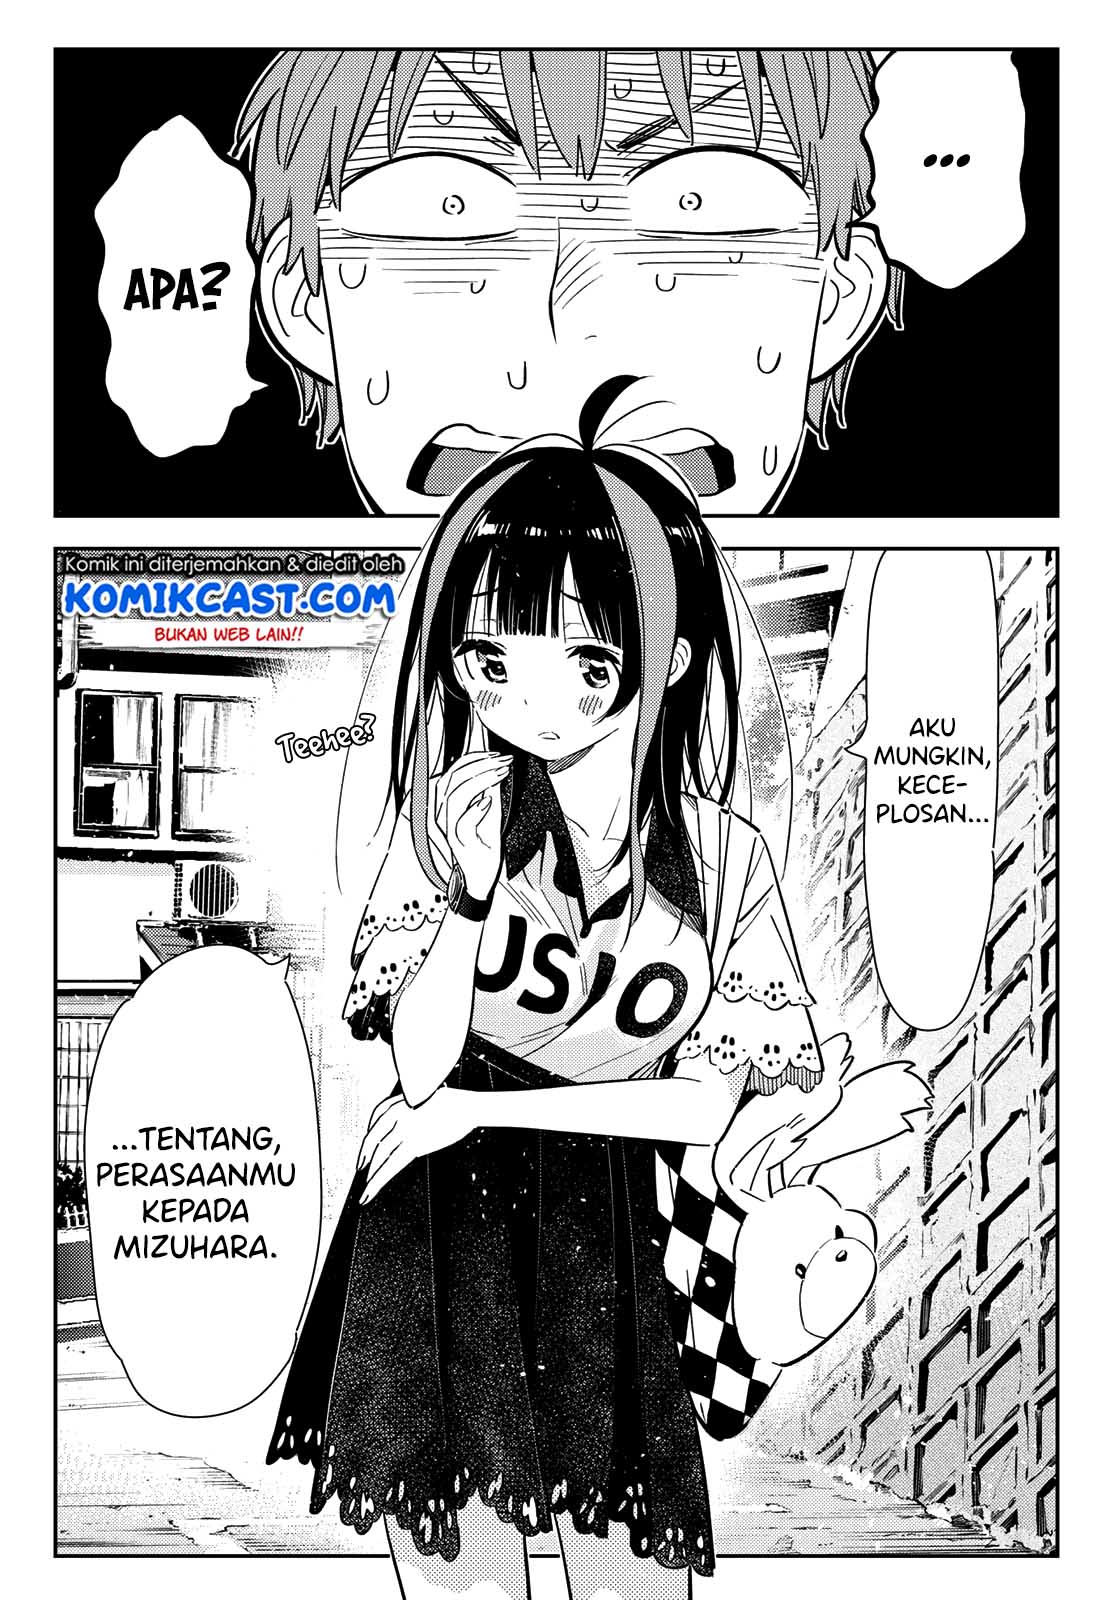 ...
APA?
Komik ini diterjemahkan & diedit oleh
KOMIKCAST.COM
BUKAN WEB LAIN!!
AKU
MUNGKIN,
KECE-
PLOSAN...
Teehee?
USIO
...TENTANG,
PERASAANMU
KEPADA
MIZUHARA.